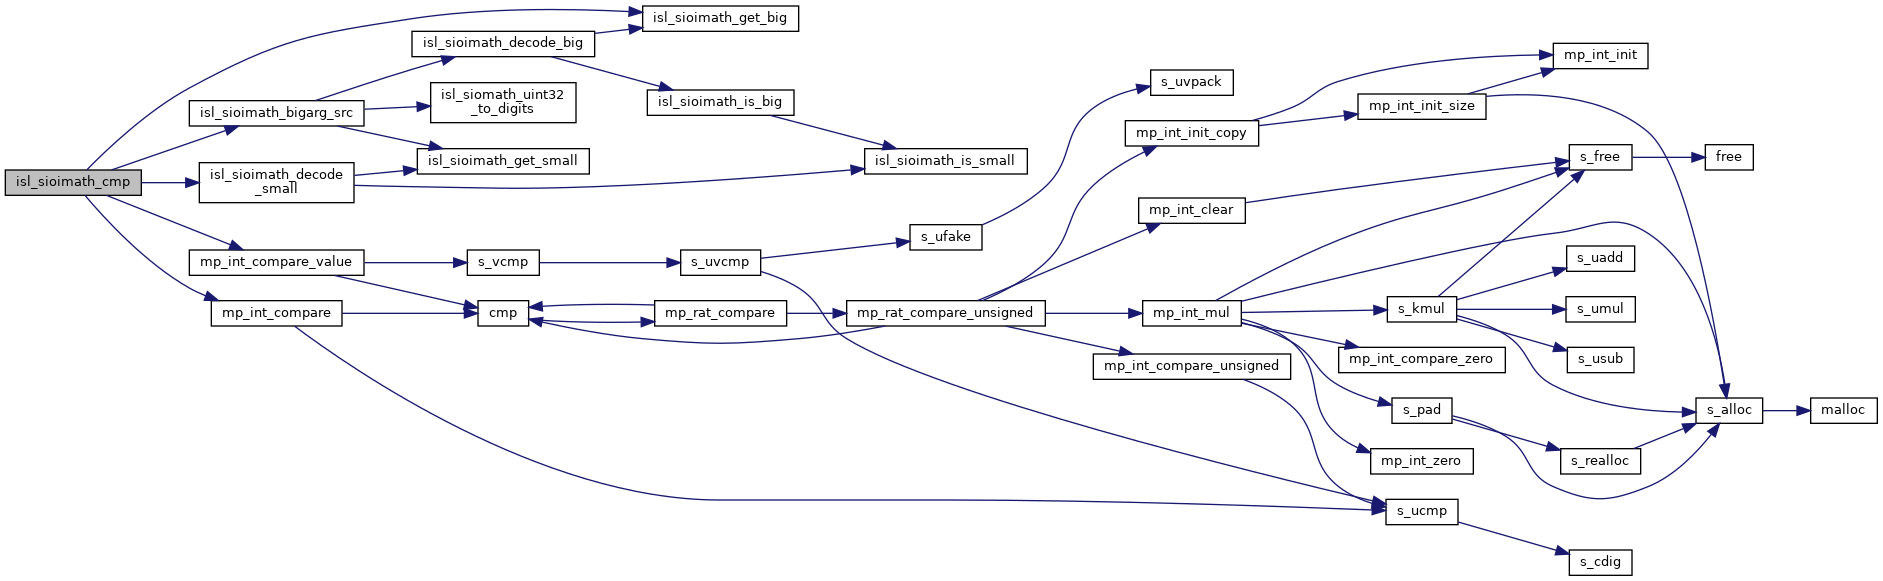 isl_sioimath_cmp
isl_sioimath_get_big
isl_sioimath_decode_big
isl_siomath_uint32
_to_digits
isl_sioimath_is_big
isl_sioimath_bigarg_src
isl_sioimath_get_small
isl_sioimath_is_small
isl_sioimath_decode
_small
mp_int_compare_value
s_vcmp
s_uvcmp
s_ufake
s_uvpack
mp_int_compare
cmp
mp_rat_compare
mp_rat_compare_unsigned
mp_int_init_copy
mp_int_init_size
mp_int_init
mp_int_clear
s_free
free
mp_int_mul
s_kmul
s_uadd
s_umul
s_usub
mp_int_compare_zero
mp_int_compare_unsigned
s_pad
s_alloc
malloc
mp_int_zero
s_realloc
s_ucmp
s_cdig